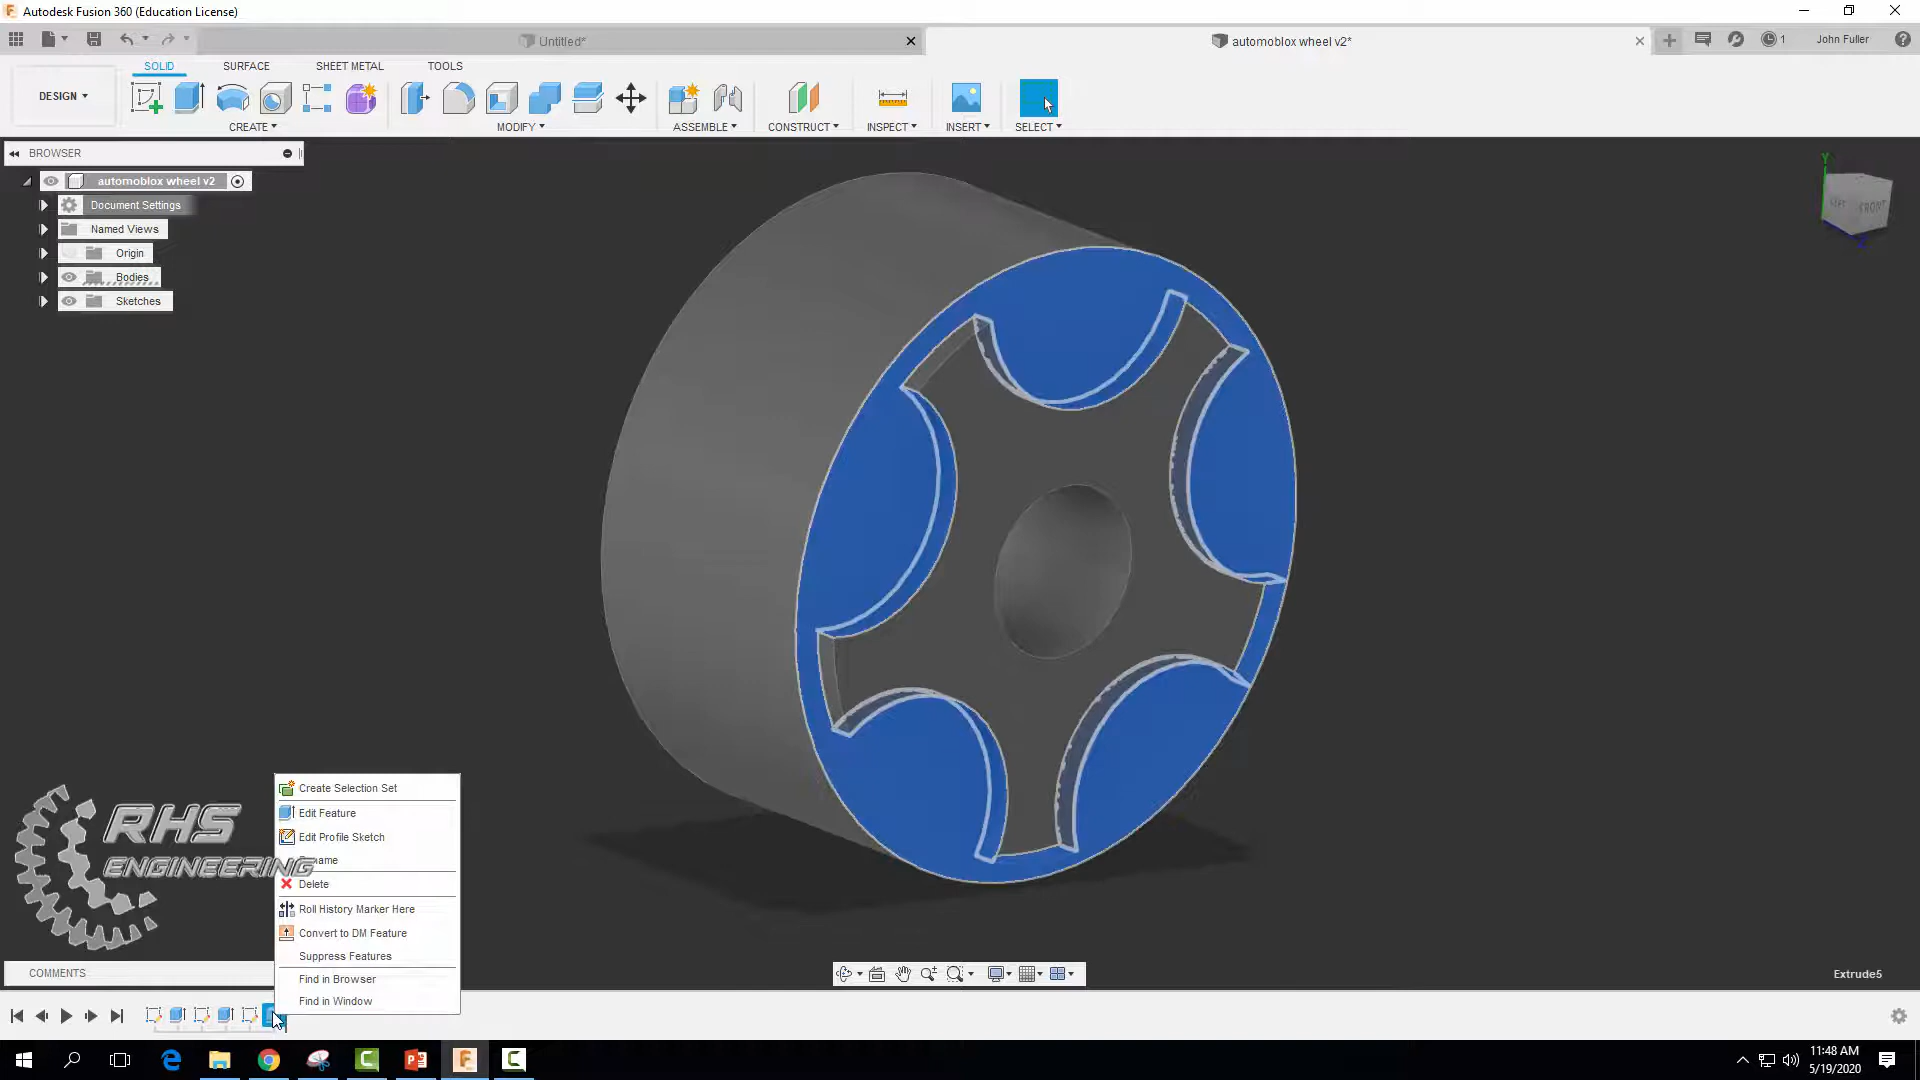 Autodesk Fusion 360 (Education License)
Untitled*
automoblox wheel v2*
1
John Fuller
DESIGN
SOLID
SURFACE
SHEET METAL
TOOLS
CREATE
MODIFY
ASSEMBLE
CONSTRUCT
INSPECT
INSERT
SELECT
BROWSER
automoblox wheel v2
Document Settings
Named Views
Origin
Bodies
Sketches
Y
LEFT
FRONT
Z
Create Selection Set
Edit Feature
Edit Profile Sketch
Delete
Roll History Marker Here
Convert to DM Feature
Suppress Features
Find in Browser
Find in Window
RHS
ENGINEERING
COMMENTS
Extrude5
11:48 AM
5/19/2020